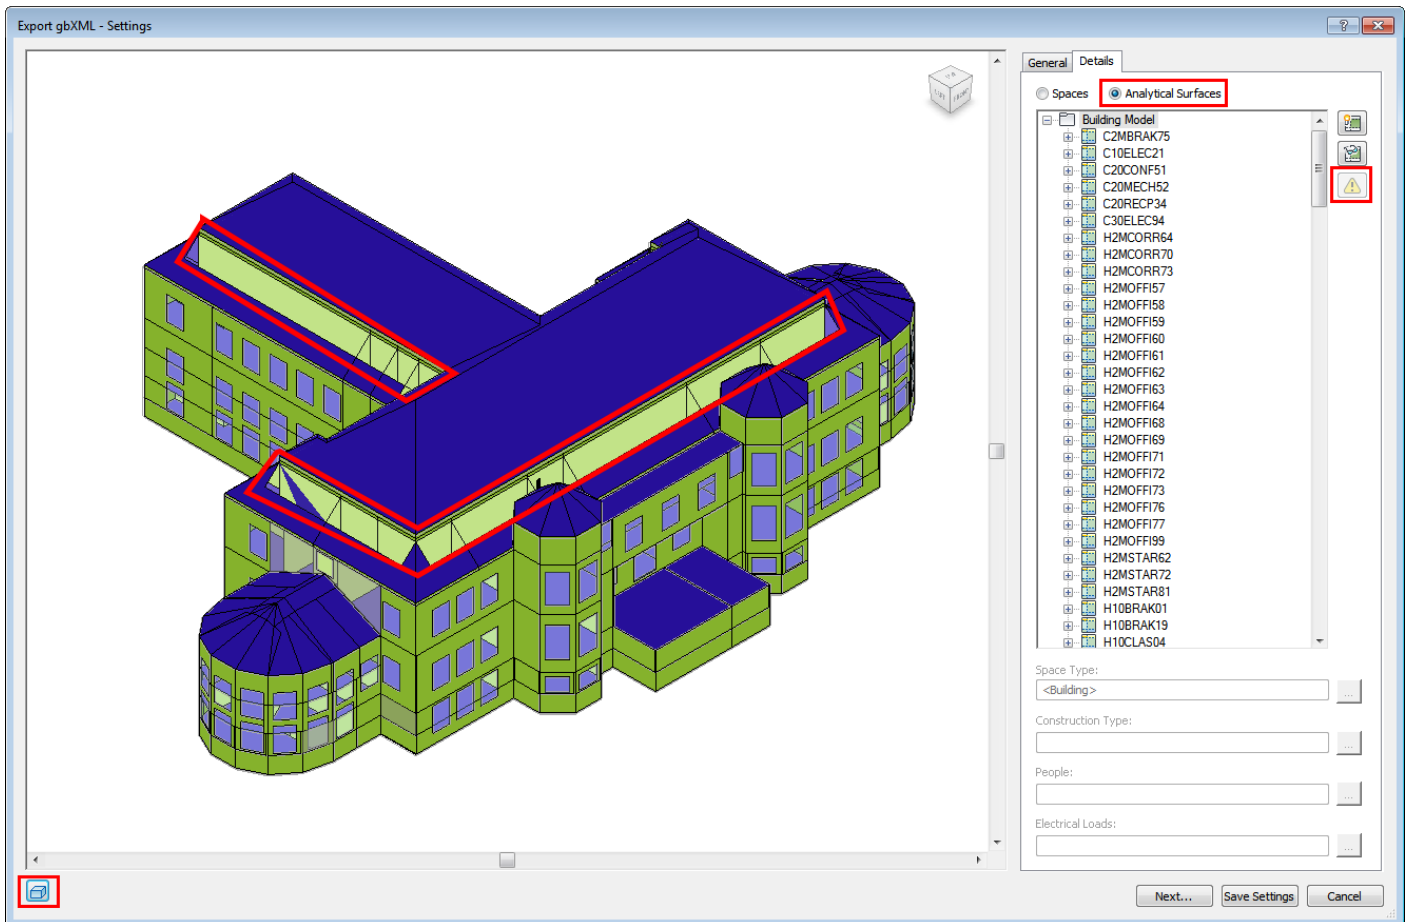 Export gbXML - Settings
General Details
Spaces Analytical Surfaces
Building Model
C2MBRAK75
C10ELEC21
C20CONF51
C20MECH52
C20RECP34
C30ELEC94
H2MCORR64
H2MCORR70
H2MCORR73
H2MOFFI57
H2MOFFI58
H2MOFFI59
H2MOFFI60
H2MOFFI61
H2MOFFI62
H2MOFFI63
H2MOFFI64
H2MOFFI68
H2MOFFI69
H2MOFFI71
H2MOFFI72
H2MOFFI73
H2MOFFI76
H2MOFFI77
H2MOFFI99
H2MSTAR62
H2MSTAR72
H2MSTAR81
H10BRAK01
H10BRAK19
H10CLAS04
Space Type:
<Building> ...
Construction Type:
...
People:
...
Electrical Loads:
...
Next... Save Settings Cancel